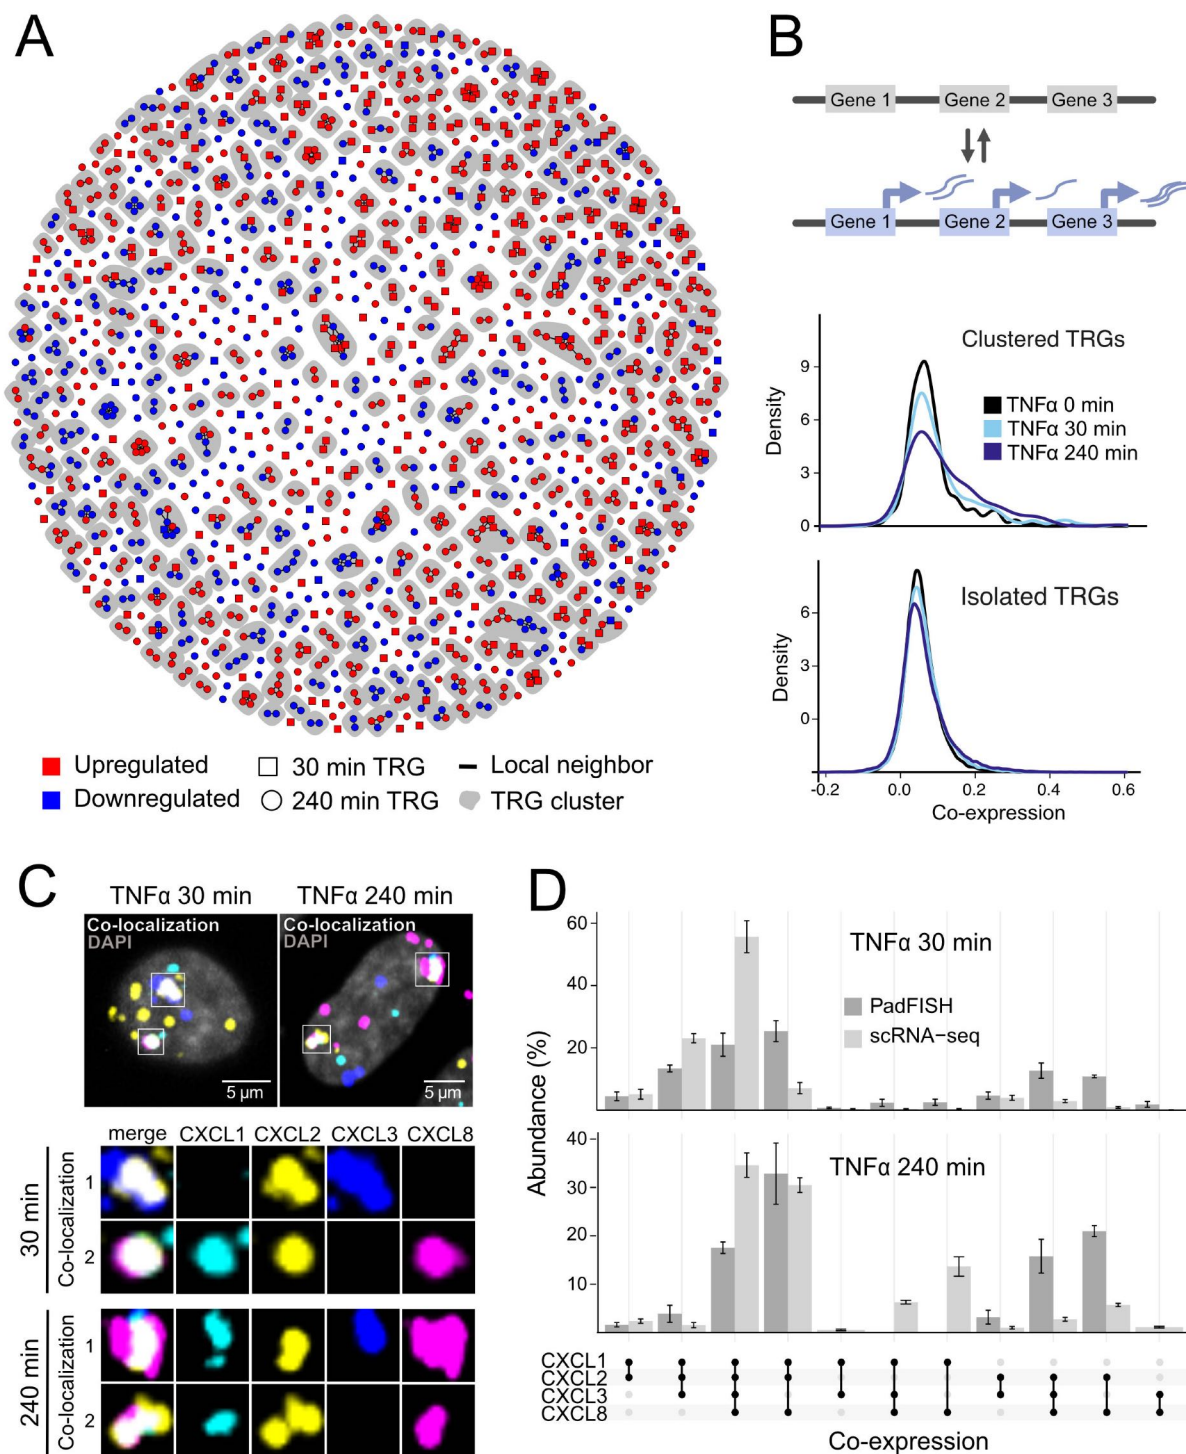 A
Upregulated
30 min TRG
Local neighbor
Downregulated
240 min TRG
TRG cluster
B
Gene 1 Gene 2 Gene 3
Gene 1 Gene 2 Gene 3
Clustered TRGs
TNFα 0 min
TNFα 30 min
TNFα 240 min
Density
9
6
3
0
Isolated TRGs
Density
6
3
0
-0.2 0.0 0.2 0.4 0.6
Co-expression
C
TNFα 30 min TNFα 240 min
Co-localization
DAPI
5 µm
Co-localization
DAPI
5 µm
merge CXCL1 CXCL2 CXCL3 CXCL8
30 min
Co-localization
1
2
240 min
Co-localization
1
2
D
TNFα 30 min
PadFISH
scRNA−seq
60
40
20
Abundance (%)
TNFα 240 min
40
30
20
10
CXCL1
CXCL2
CXCL3
CXCL8
Co-expression